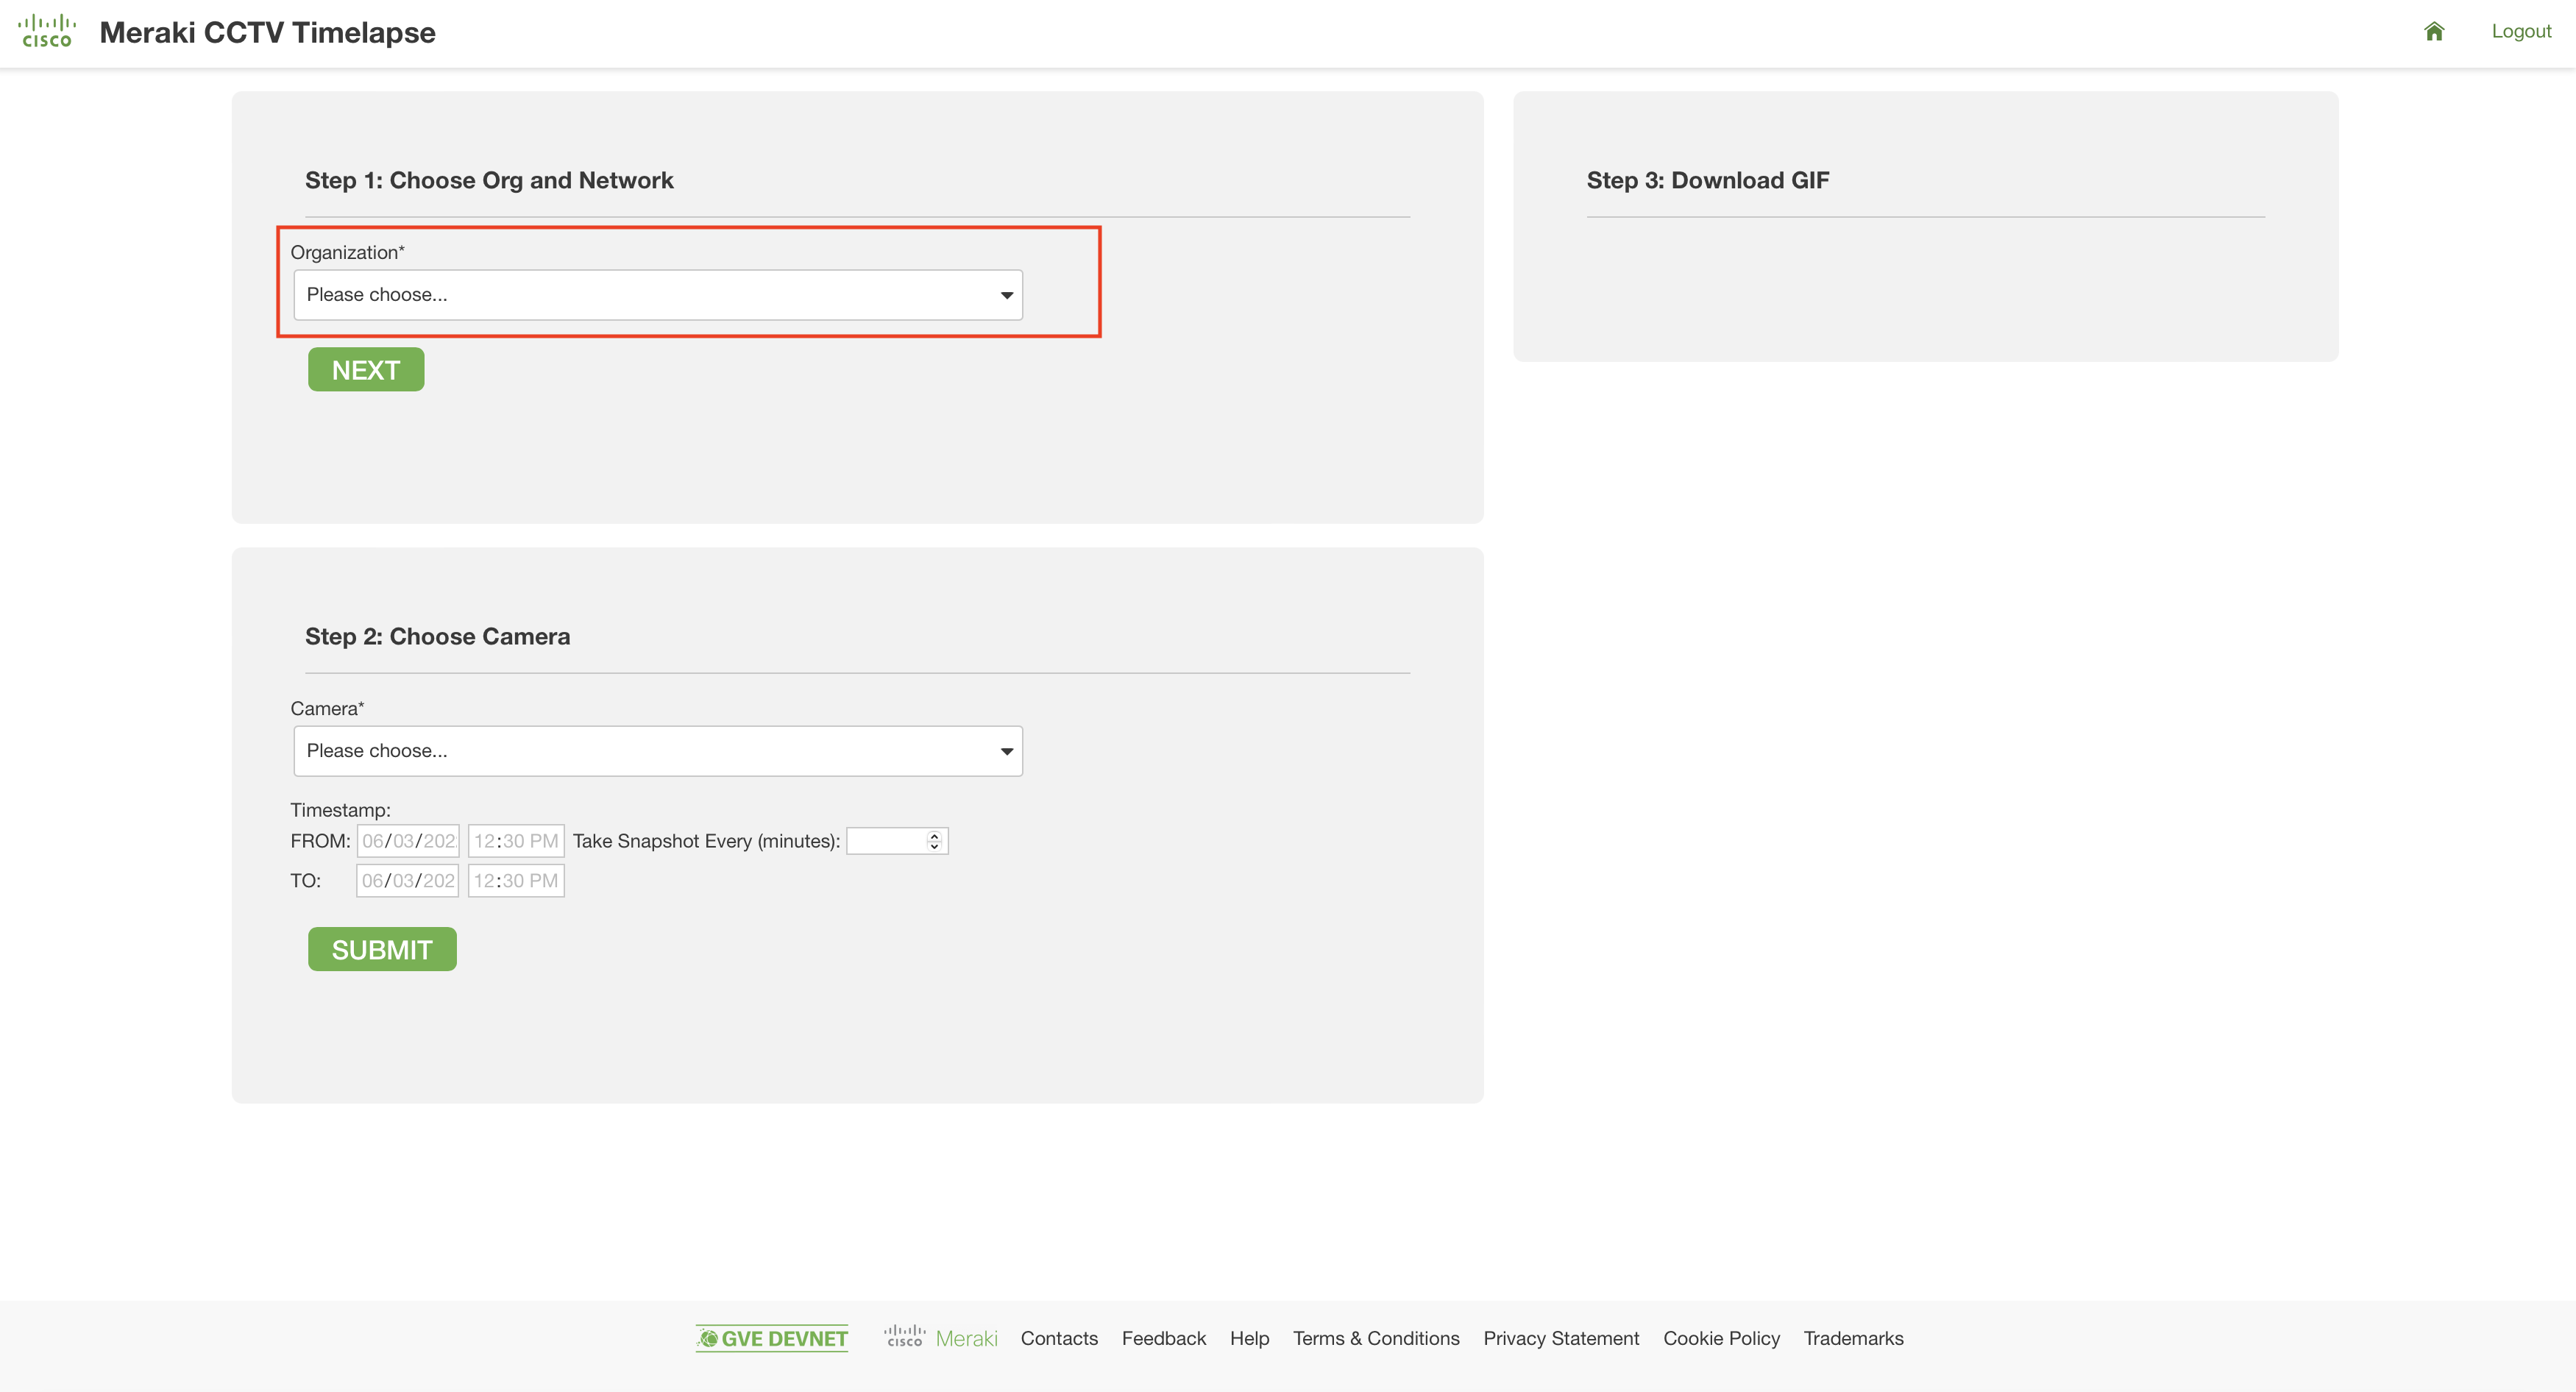 CISCO Meraki CCTV Timelapse Logout
Step 1: Choose Org and Network
Organization*
Please choose...
NEXT
Step 2: Choose Camera
Camera*
Please choose...
Timestamp:
FROM: 06/03/202 12:30 PM Take Snapshot Every (minutes):
TO: 06/03/202 12:30 PM
SUBMIT
Step 3: Download GIF
GVE DEVNET CISCO Meraki Contacts Feedback Help Terms & Conditions Privacy Statement Cookie Policy Trademarks